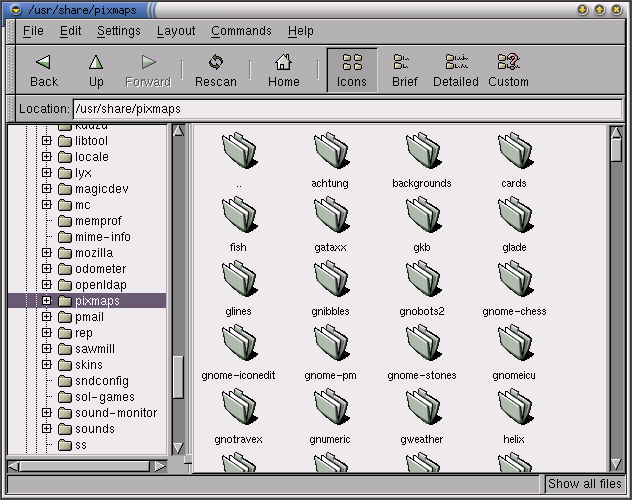 /usr/share/pixmaps
File Edit Settings Layout Commands Help
Back Up Forward Rescan Home Icons Brief Detailed Custom
Location: /usr/share/pixmaps
libtool
locale
lyx
magicdev
mc
memprof
mime-info
mozilla
odometer
openldap
pixmaps
pmail
rep
sawmill
skins
sndconfig
sol-games
sound-monitor
sounds
ss
.. achtung backgrounds cards
fish gataxx gkb glade
glines gnibbles gnobots2 gnome-chess
gnome-iconedit gnome-pm gnome-stones gnomeicu
gnotravex gnumeric gweather helix
Show all files